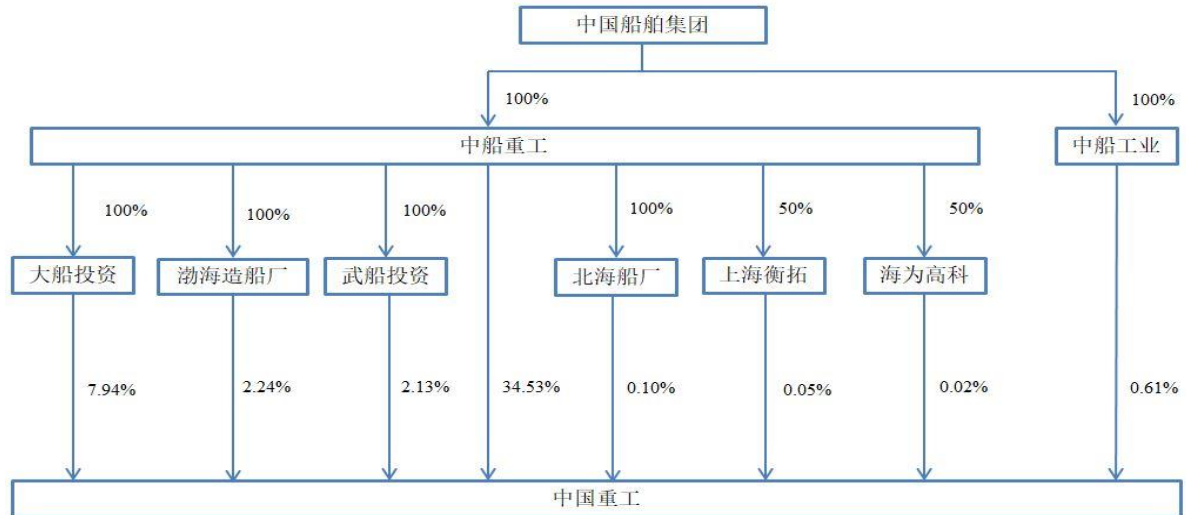 中国船舶集团
100%
100%
中船重工
中船工业
100%
100%
100%
100%
50%
50%
大船投资
渤海造船厂
武船投资
北海船厂
上海衡拓
海为高科
7.94%
2.24%
2.13%
34.53%
0.10%
0.05%
0.02%
0.61%
中国重工